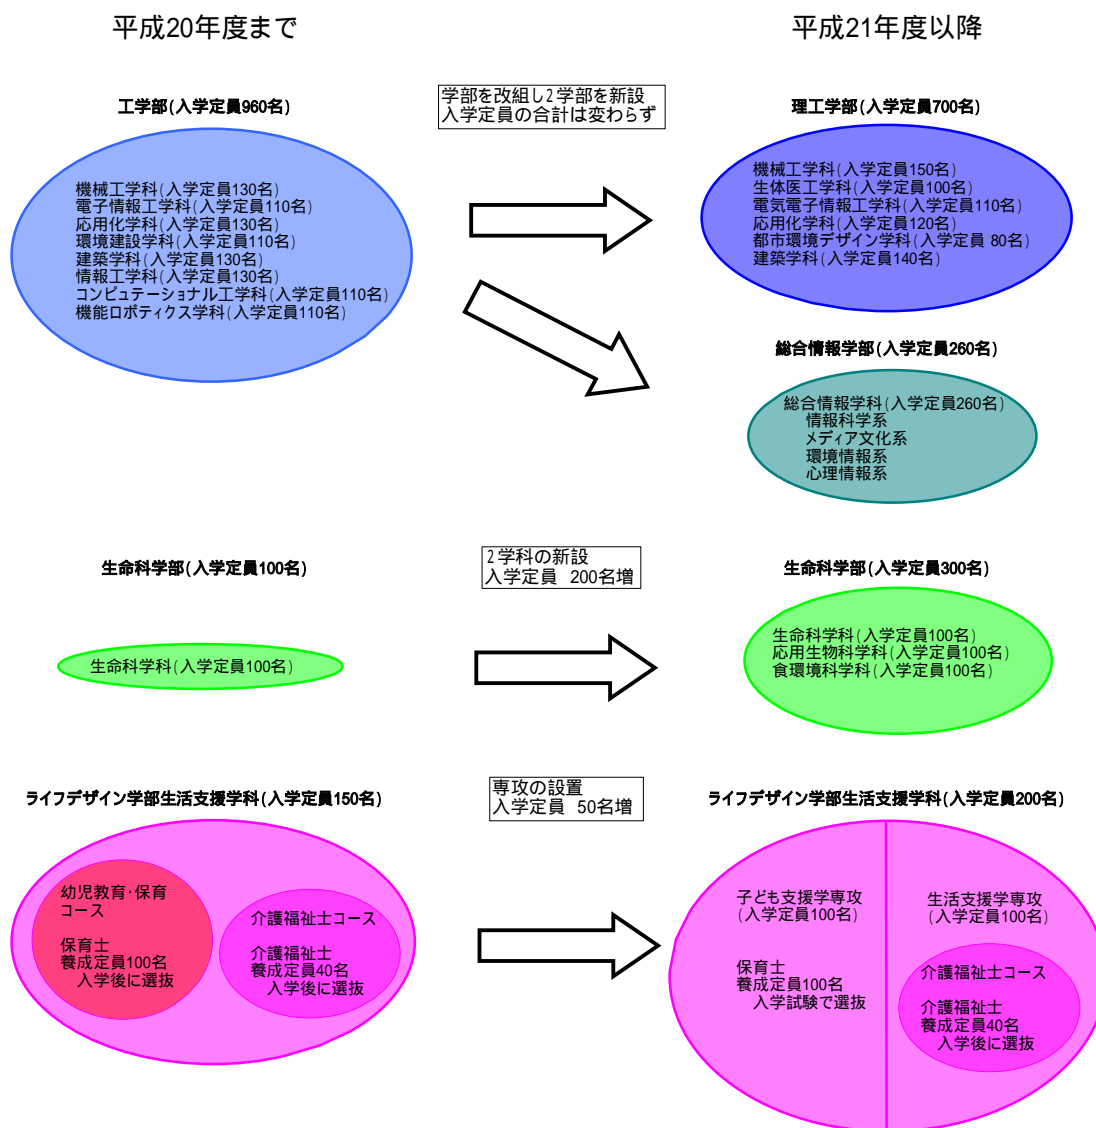 平成20年度まで
平成21年度以降
工学部(入学定員960名)
学部を改組し2学部を新設
入学定員の合計は変わらず
理工学部(入学定員700名)
機械工学科(入学定員130名)
電子情報工学科(入学定員110名)
応用化学科(入学定員130名)
環境建設学科(入学定員110名)
建築学科(入学定員130名)
情報工学科(入学定員130名)
コンピュテーショナル工学科(入学定員110名)
機能ロボティクス学科(入学定員110名)
機械工学科(入学定員150名)
生体医工学科(入学定員100名)
電気電子情報工学科(入学定員110名)
応用化学科(入学定員120名)
都市環境デザイン学科(入学定員 80名)
建築学科(入学定員140名)
総合情報学部(入学定員260名)
総合情報学科(入学定員260名)
情報科学系
メディア文化系
環境情報系
心理情報系
生命科学部(入学定員100名)
2学科の新設
入学定員 200名増
生命科学部(入学定員300名)
生命科学科(入学定員100名)
生命科学科(入学定員100名)
応用生物科学科(入学定員100名)
食環境科学科(入学定員100名)
ライフデザイン学部生活支援学科(入学定員150名)
専攻の設置
入学定員 50名増
ライフデザイン学部生活支援学科(入学定員200名)
幼児教育・保育
コース
保育士
養成定員100名
入学後に選抜
介護福祉士コース
介護福祉士
養成定員40名
入学後に選抜
子ども支援学専攻
(入学定員100名)
保育士
養成定員100名
入学試験で選抜
生活支援学専攻
(入学定員100名)
介護福祉士コース
介護福祉士
養成定員40名
入学後に選抜